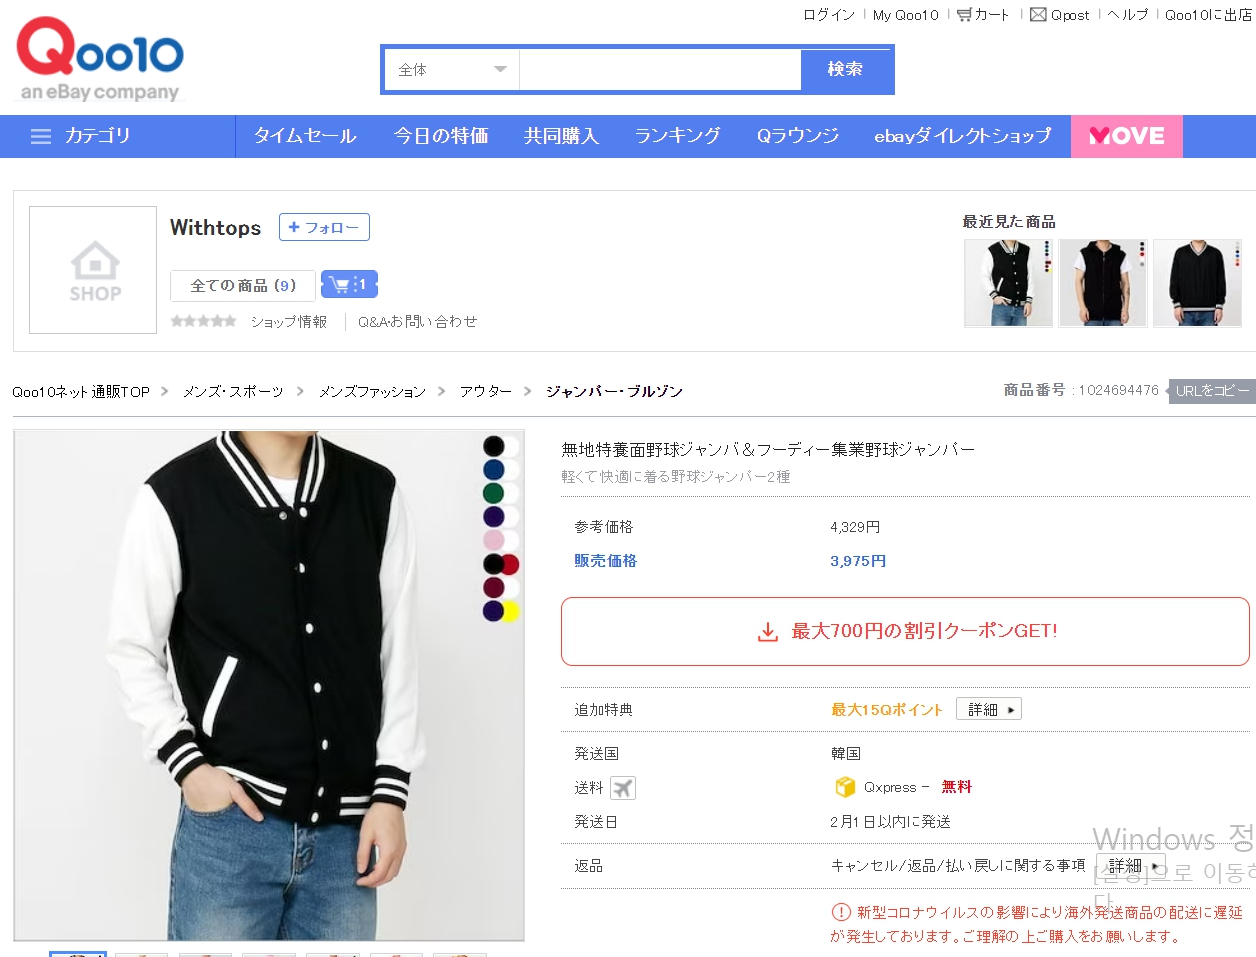 ログイン My Qoo10 カート Qpost ヘルプ Qoo10に出店
Qoo10
an eBay company
全体 検索
カテゴリ タイムセール 今日の特価 共同購入 ランキング Qラウンジ ebayダイレクトショップ MOVE
SHOP
Withtops + フォロー
全ての商品 (9) :1
ショップ情報 Q&A·お問い合わせ
最近見た商品
Qoo10ネット通販TOP > メンズ·スポーツ > メンズファッション > アウター > ジャンパー·ブルゾン
商品番号 : 1024694476 URLをコピー
無地特養面野球ジャンバ＆フーディー集業野球ジャンバー
軽くて快適に着る野球ジャンバー2種
参考価格 4,329円
販売価格 3,975円
最大700円の割引クーポンGET!
追加特典 最大15Qポイント 詳細
発送国 韓国
送料 Qxpress - 無料
発送日 2月1日以内に発送
返品 キャンセル/返品/払い戻しに関する事項 詳細
新型コロナウイルスの影響により海外発送商品の配送に遅延
が発生しております。ご理解の上ご購入をお願いします。
Windows 정
[설정]으로 이동하
다